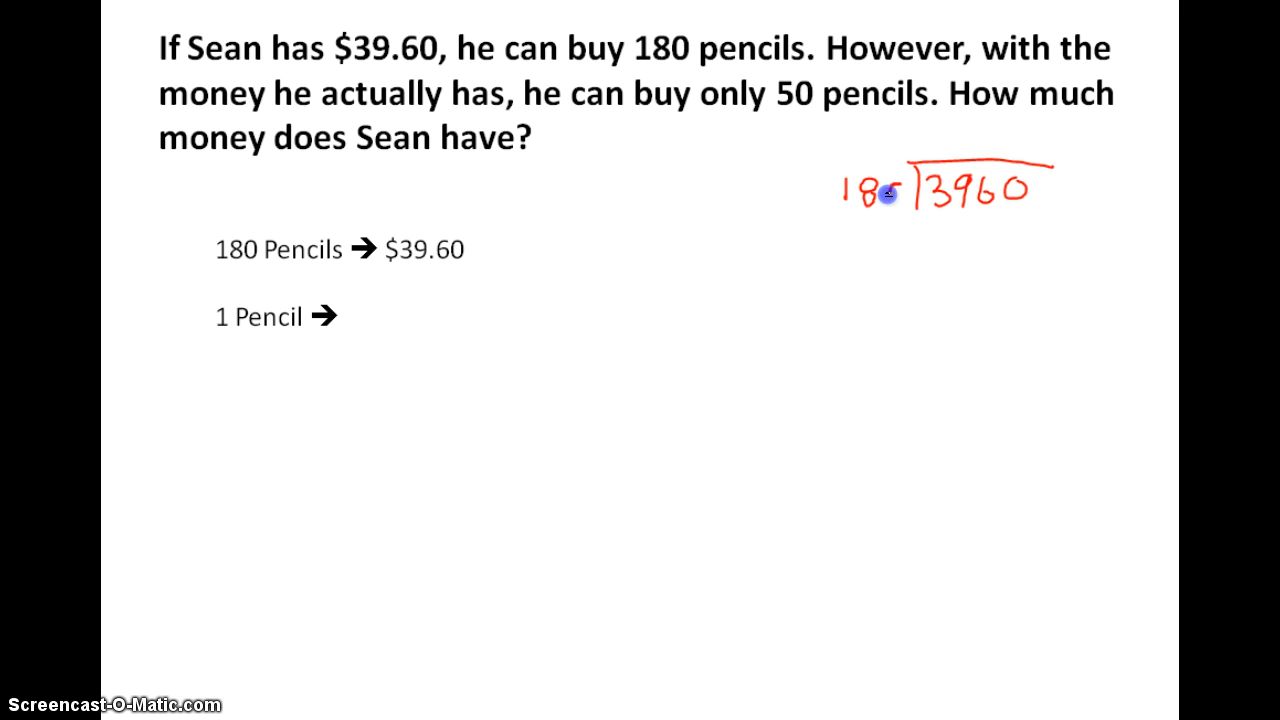 If Sean has $39.60, he can buy 180 pencils. However, with the
money he actually has, he can buy only 50 pencils. How much
money does Sean have?
18 3960
180 Pencils ➔ $39.60
1 Pencil ➔
Screencast-O-Matic.com